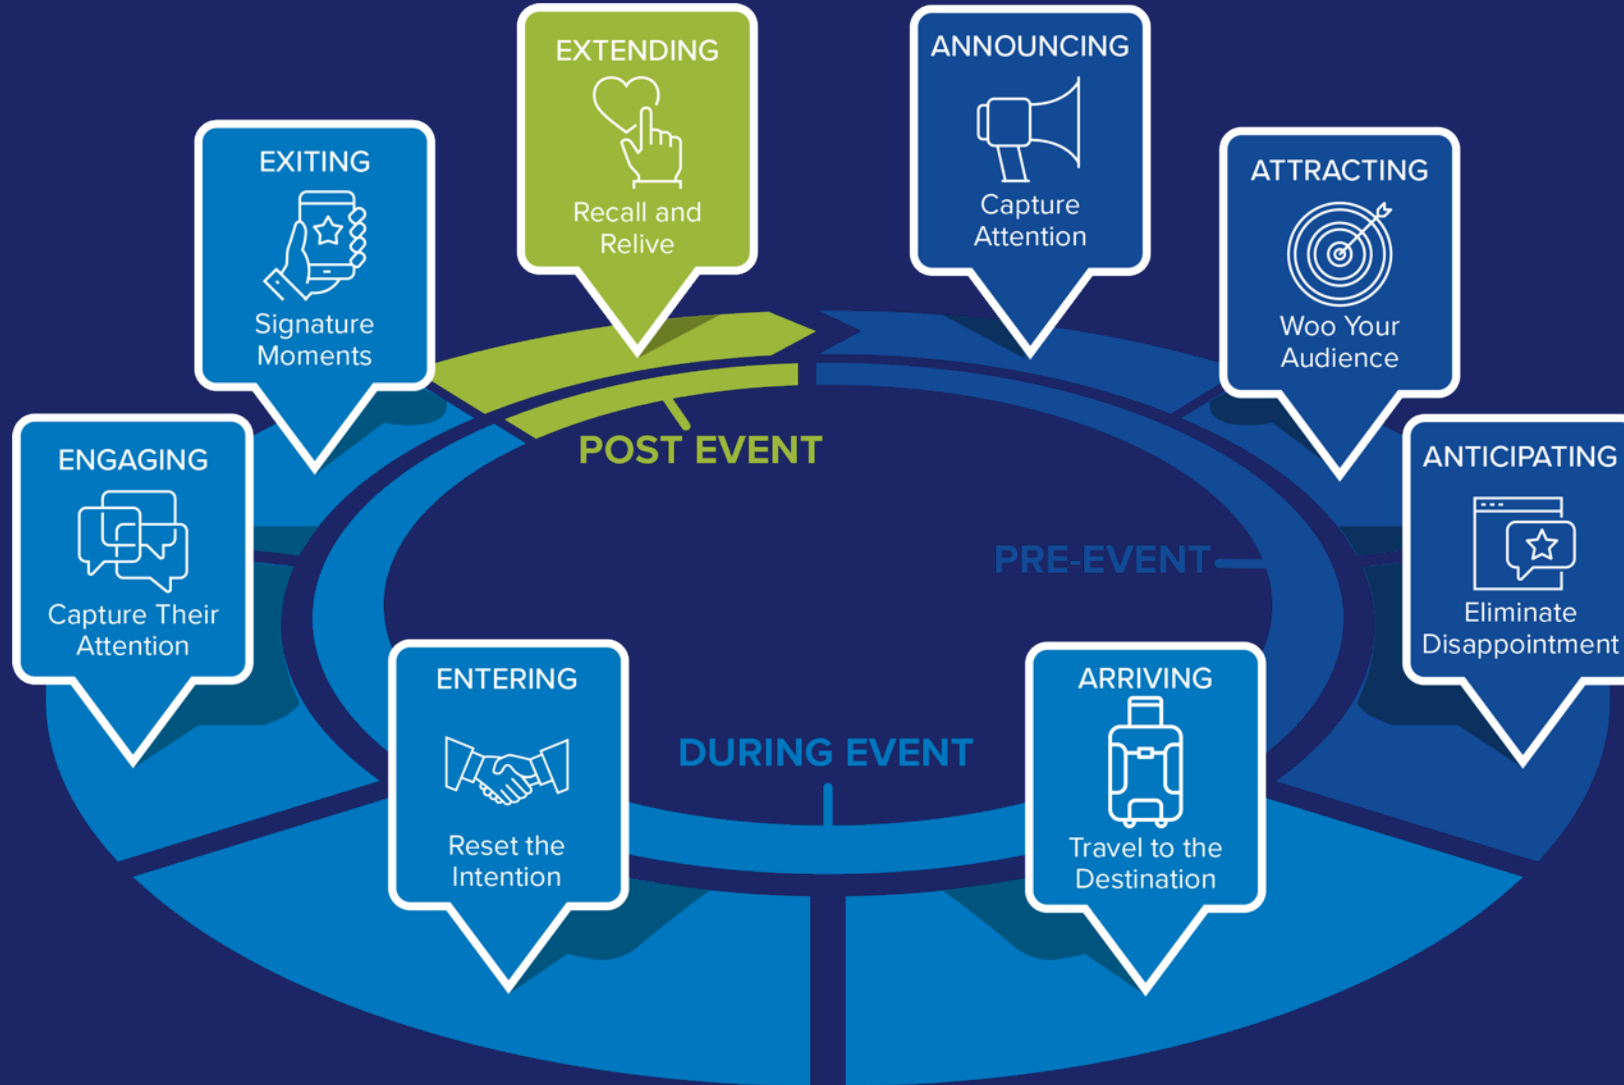 EXTENDING
Recall and
Relive
ANNOUNCING
Capture
Attention
EXITING
Signature
Moments
ATTRACTING
Woo Your
Audience
ENGAGING
Capture Their
Attention
POST EVENT
ANTICIPATING
Eliminate
Disappointment
PRE-EVENT
ENTERING
Reset the
Intention
DURING EVENT
ARRIVING
Travel to the
Destination